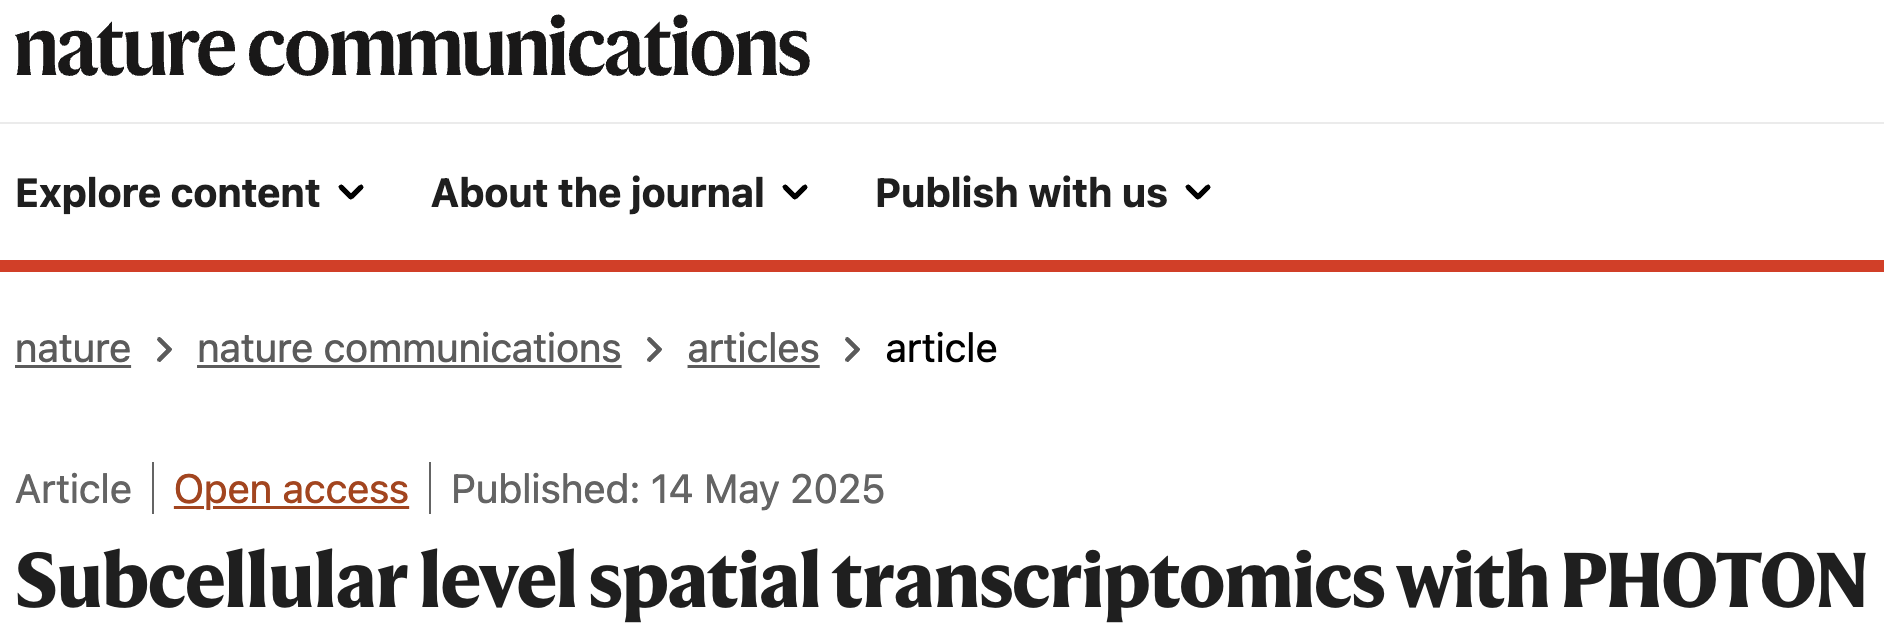 nature communications
Explore content About the journal Publish with us
nature > nature communications > articles > article
Article | Open access | Published: 14 May 2025
Subcellular level spatial transcriptomics with PHOTON